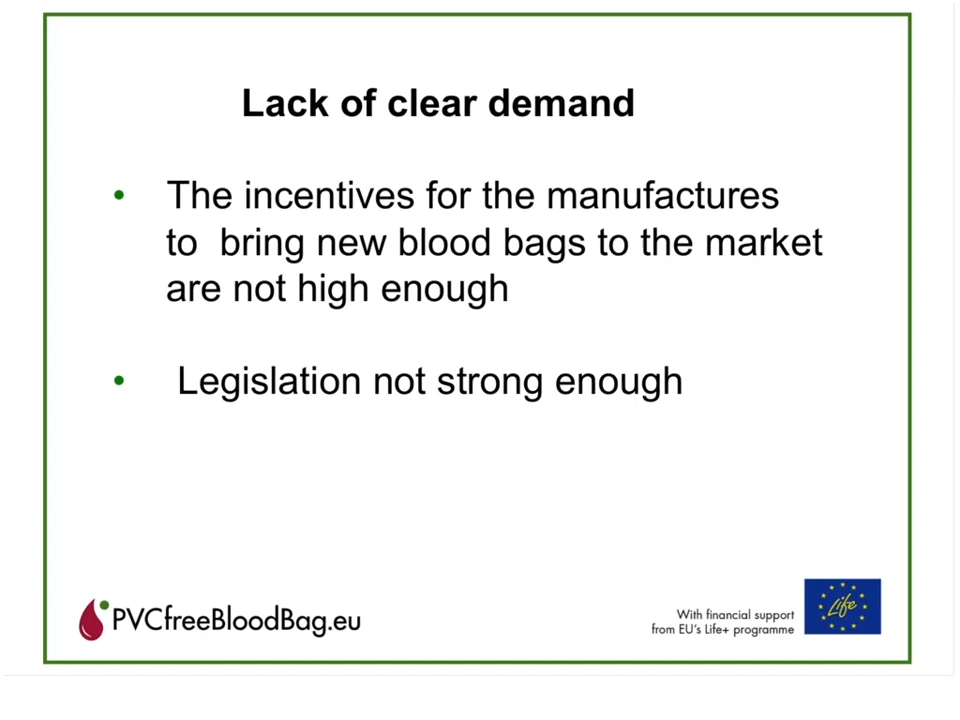 Lack of clear demand
• The incentives for the manufactures
to bring new blood bags to the market
are not high enough
• Legislation not strong enough
PVCfreeBloodBag.eu
With financial support
from EU's Life+ programme
Life